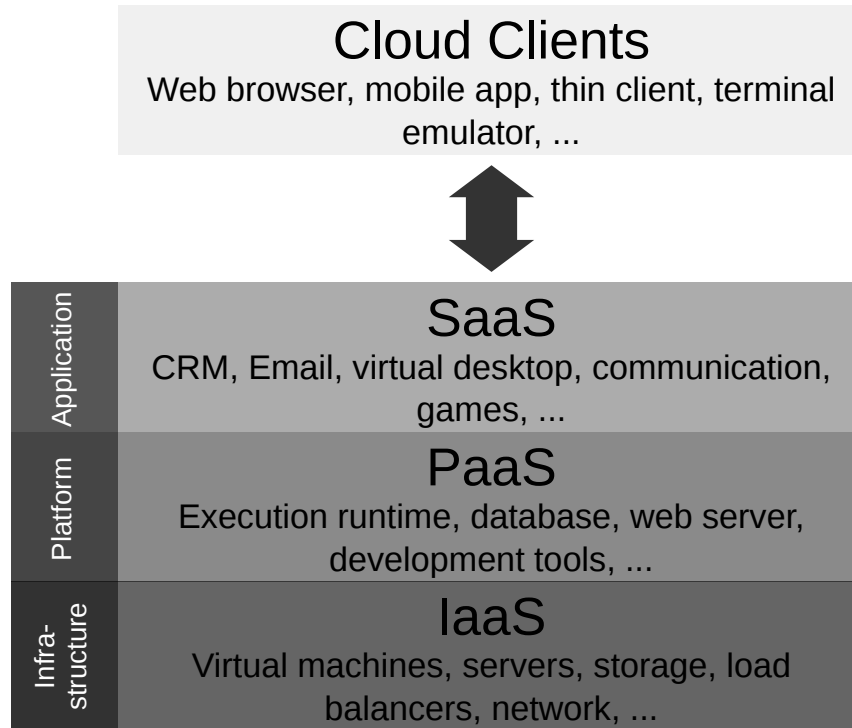 Cloud Clients
Web browser, mobile app, thin client, terminal
emulator, ...
Application
SaaS
CRM, Email, virtual desktop, communication,
games, ...
Platform
PaaS
Execution runtime, database, web server,
development tools, ...
Infra-
structure
IaaS
Virtual machines, servers, storage, load
balancers, network, ...